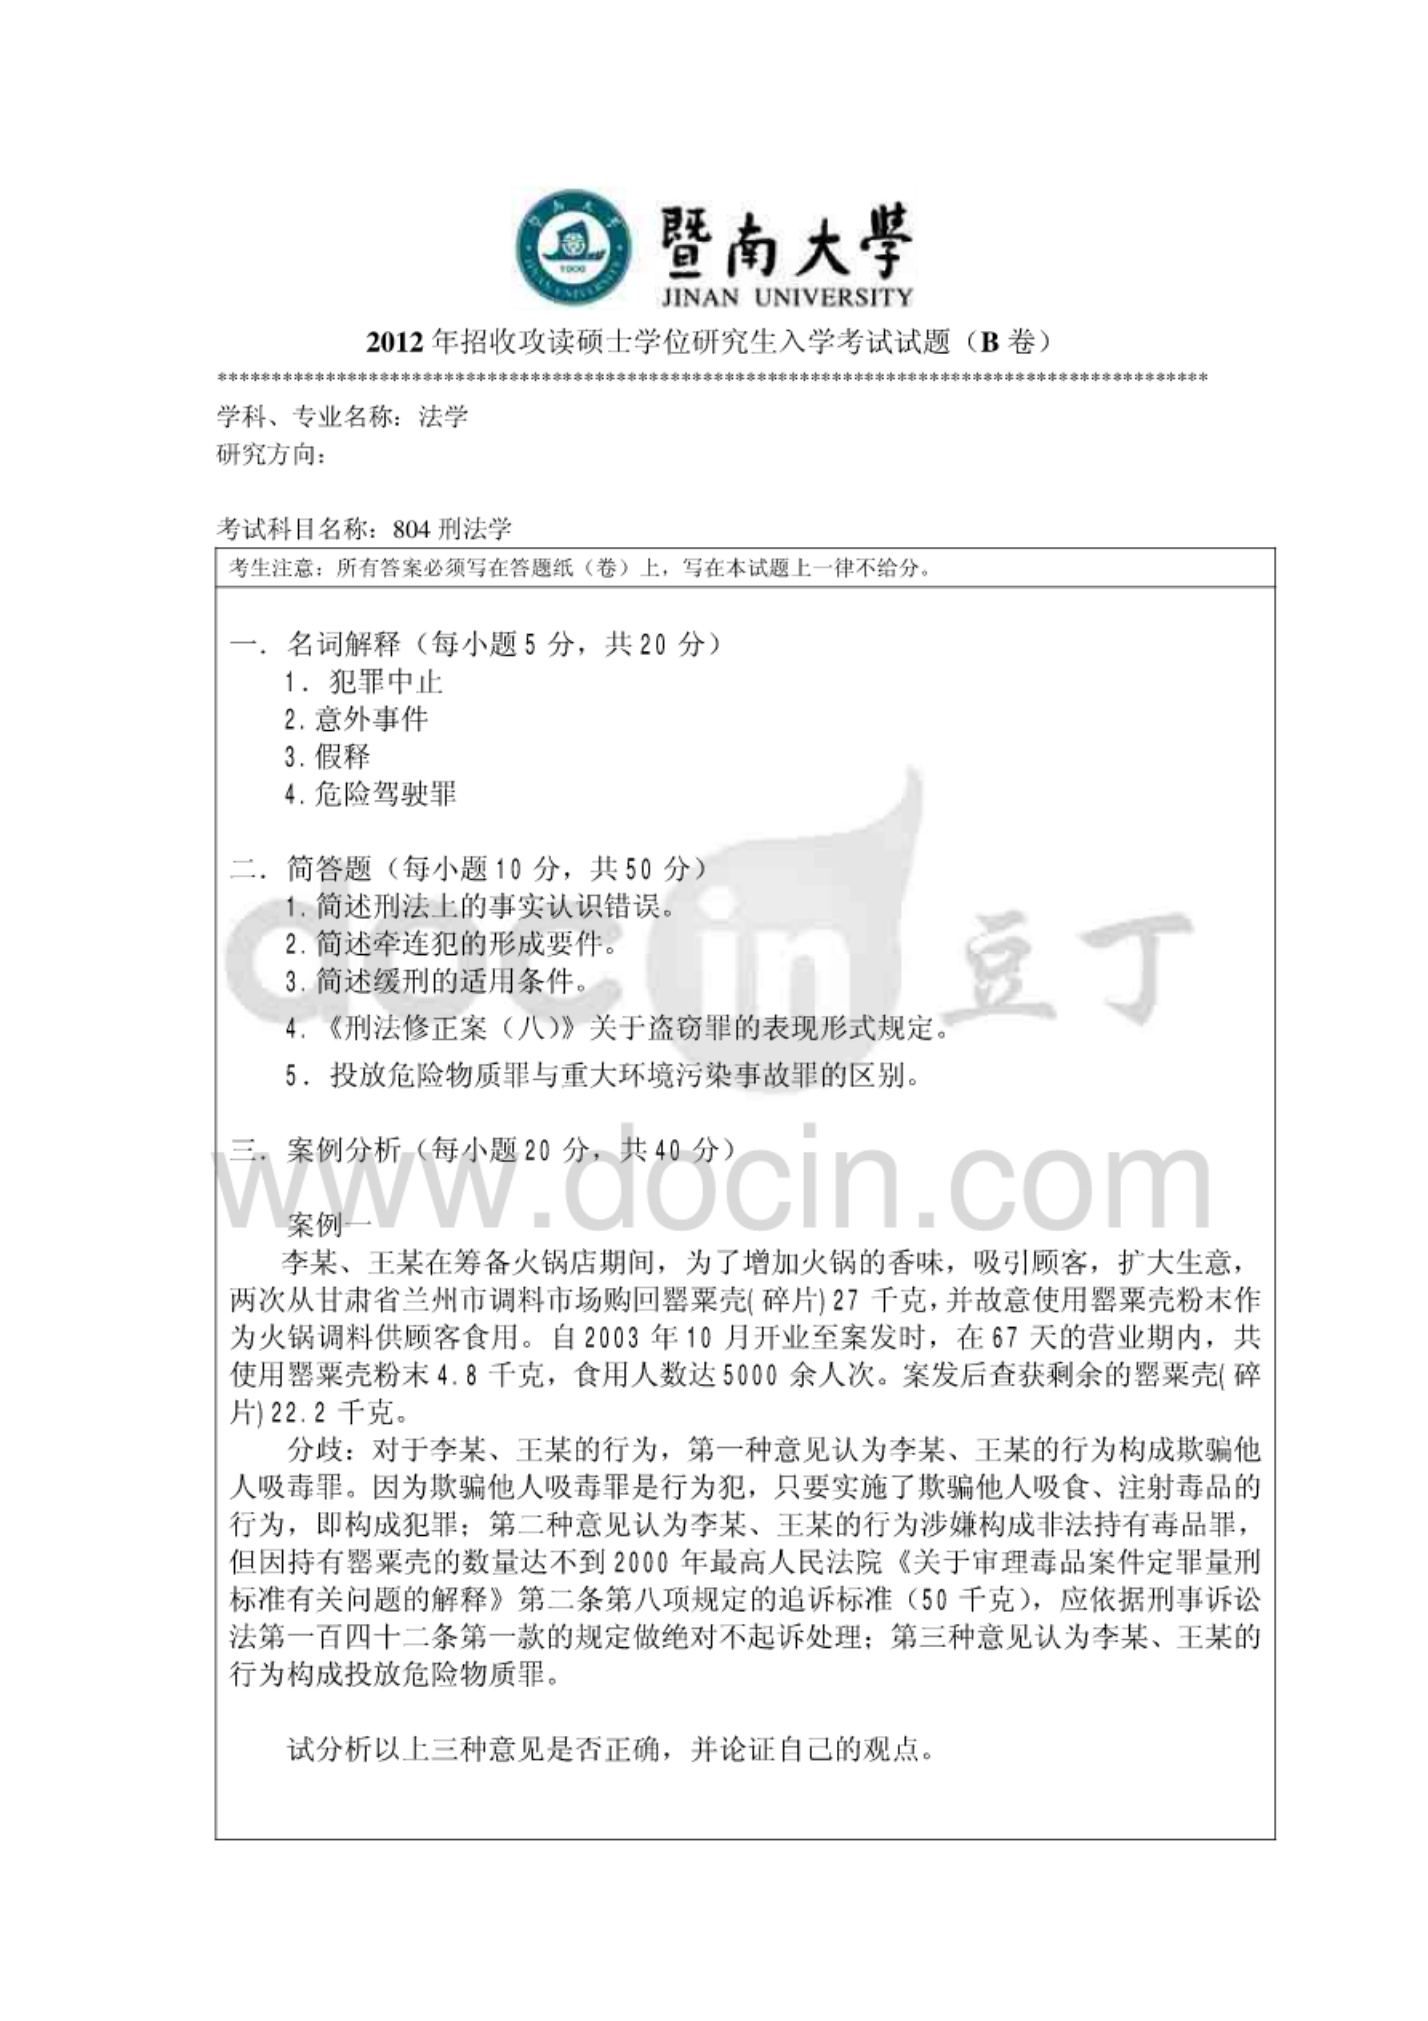 暨南大學
JINAN UNIVERSITY
2012 年招收攻读硕士学位研究生入学考试试题（B 卷）
********************************************************************************************
学科、专业名称：法学
研究方向：
考试科目名称：804 刑法学
考生注意：所有答案必须写在答题纸（卷）上，写在本试题上一律不给分。
一．名词解释（每小题5 分，共20 分）
1．犯罪中止
2.意外事件
3.假释
4.危险驾驶罪
二．简答题（每小题10 分，共50 分）
1.简述刑法上的事实认识错误。
2.简述牵连犯的形成要件。
3.简述缓刑的适用条件。
4.《刑法修正案（八）》关于盗窃罪的表现形式规定。
5．投放危险物质罪与重大环境污染事故罪的区别。
docin 豆丁
三．案例分析（每小题20 分，共40 分）
www.docin.com
案例一
李某、王某在筹备火锅店期间，为了增加火锅的香味，吸引顾客，扩大生意，
两次从甘肃省兰州市调料市场购回罂粟壳(碎片)27 千克，并故意使用罂粟壳粉末作
为火锅调料供顾客食用。自2003 年10 月开业至案发时，在67 天的营业期内，共
使用罂粟壳粉末4.8 千克，食用人数达5000 余人次。案发后查获剩余的罂粟壳(碎
片)22.2 千克。
分歧：对于李某、王某的行为，第一种意见认为李某、王某的行为构成欺骗他
人吸毒罪。因为欺骗他人吸毒罪是行为犯，只要实施了欺骗他人吸食、注射毒品的
行为，即构成犯罪；第二种意见认为李某、王某的行为涉嫌构成非法持有毒品罪，
但因持有罂粟壳的数量达不到2000 年最高人民法院《关于审理毒品案件定罪量刑
标准有关问题的解释》第二条第八项规定的追诉标准（50 千克），应依据刑事诉讼
法第一百四十二条第一款的规定做绝对不起诉处理；第三种意见认为李某、王某的
行为构成投放危险物质罪。
试分析以上三种意见是否正确，并论证自己的观点。